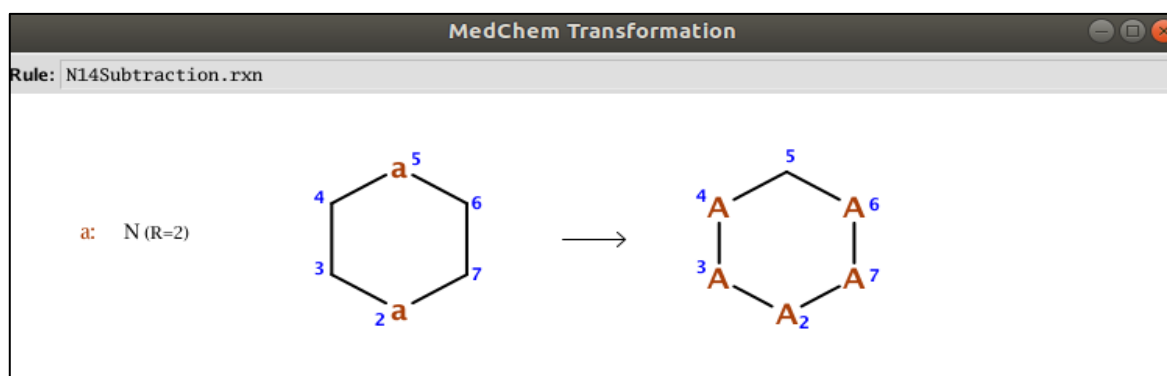 MedChem Transformation
Rule: N14Subtraction.rxn
a: N (R=2)
a 5
4
6
3
7
2 a
5
4 A
A 6
3 A
A 7
A 2